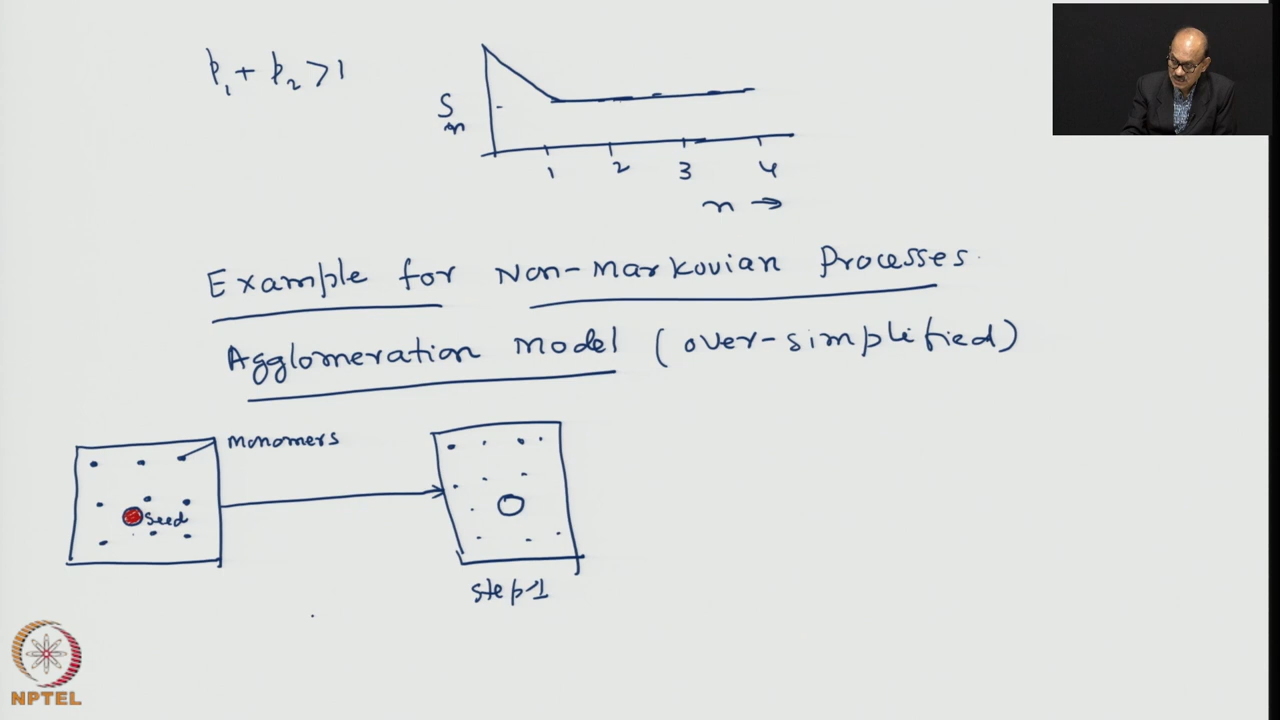 p₁ + p₂ > 1
Sₙ
1 2 3 4
n →
Example for Non-Markovian Processes.
Agglomeration Model (over-simplified)
monomers
seed
step-1
NPTEL